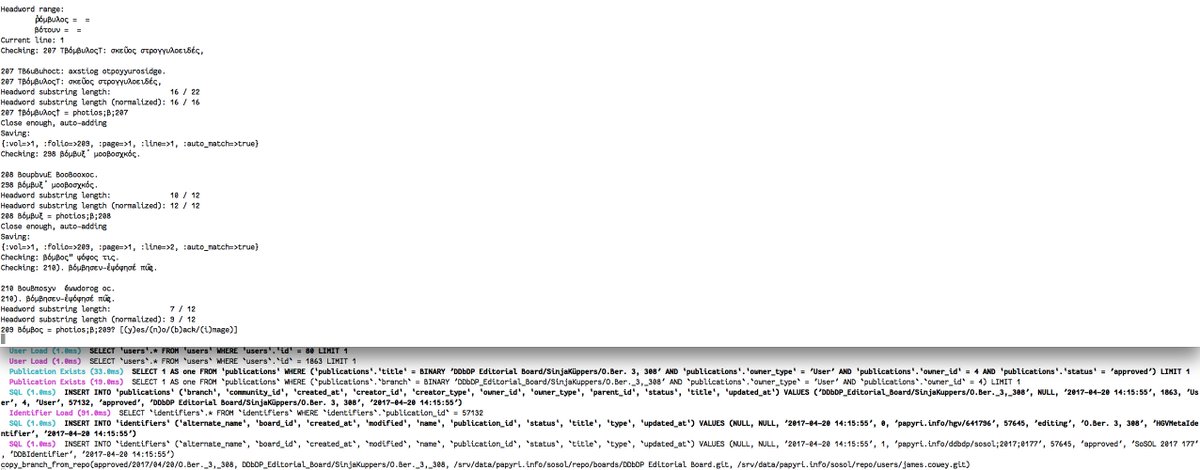 Headword range:
ῥόμβυλος =  =
βότουν =  =
Current line: 1
Checking: 207 ΤβόμβυλοςΤ: σκεῦος στρογγυλοειδές,
207 TB6uBuhoct: axstiog otpoyyurosidge.
207 ΤβόμβυλοςΤ: σκεῦος στρογγυλοειδές,
Headword substring length: 16 / 22
Headword substring length (normalized): 16 / 16
207 †βόμβυλος† = photios;β;207
Close enough, auto-adding
Saving:
{:vol=>1, :folio=>209, :page=>1, :line=>1, :auto_match=>true}
Checking: 298 βόμβυξ᾽ μοοβοσχκός.
208 BoupbvuE BooBooxoc.
298 βόμβυξ᾽ μοοβοσχκός.
Headword substring length: 10 / 12
Headword substring length (normalized): 12 / 12
208 βόμβυξ = photios;β;208
Close enough, auto-adding
Saving:
{:vol=>1, :folio=>209, :page=>1, :line=>2, :auto_match=>true}
Checking: βόμβος" ψόφος τις.
Checking: 210). βόμβησεν-ἐψόφησέ πῶς.
210 BouBmosyv éwwdorog oc.
210). βόμβησεν-ἐψόφησέ πῶς.
Headword substring length: 7 / 12
Headword substring length (normalized): 9 / 12
209 βόμβος = photios;β;209? [(y)es/(n)o/(b)ack/(i)mage)]
User Load (1.0ms) SELECT `users`.* FROM `users` WHERE `users`.`id` = 80 LIMIT 1
User Load (1.0ms) SELECT `users`.* FROM `users` WHERE `users`.`id` = 1863 LIMIT 1
Publication Exists (33.0ms) SELECT 1 AS one FROM `publications` WHERE (`publications`.`title` = BINARY 'DDbDP Editorial Board/SinjaKüppers/O.Ber. 3, 308' AND `publications`.`owner_type` = 'User' AND `publications`.`owner_id` = 4 AND `publications`.`status` = 'approved') LIMIT 1
Publication Exists (19.0ms) SELECT 1 AS one FROM `publications` WHERE (`publications`.`branch` = BINARY 'DDbDP_Editorial_Board/SinjaKüppers/O.Ber._3,_308' AND `publications`.`owner_type` = 'User' AND `publications`.`owner_id` = 4) LIMIT 1
SQL (1.0ms) INSERT INTO `publications` (`branch`, `community_id`, `created_at`, `creator_id`, `creator_type`, `owner_id`, `owner_type`, `parent_id`, `status`, `title`, `updated_at`) VALUES ('DDbDP_Editorial_Board/SinjaKüppers/O.Ber._3,_308', NULL, '2017-04-20 14:15:55', 1863, 'Us
er', 4, 'User', 57132, 'approved', 'DDbDP Editorial Board/SinjaKüppers/O.Ber. 3, 308', '2017-04-20 14:15:55')
Identifier Load (91.0ms) SELECT `identifiers`.* FROM `identifiers` WHERE `identifiers`.`publication_id` = 57132
SQL (1.0ms) INSERT INTO `identifiers` (`alternate_name`, `board_id`, `created_at`, `modified`, `name`, `publication_id`, `status`, `title`, `type`, `updated_at`) VALUES (NULL, NULL, '2017-04-20 14:15:55', 0, 'papyri.info/hgv/641796', 57645, 'editing', 'O.Ber. 3, 308', 'HGVMetaIde
ntifier', '2017-04-20 14:15:55')
SQL (1.0ms) INSERT INTO `identifiers` (`alternate_name`, `board_id`, `created_at`, `modified`, `name`, `publication_id`, `status`, `title`, `type`, `updated_at`) VALUES (NULL, NULL, '2017-04-20 14:15:55', 1, 'papyri.info/ddbdp/sosol;2017;0177', 57645, 'approved', 'SoSOL 2017 177'
, 'DDBIdentifier', '2017-04-20 14:15:55')
copy_branch_from_repo(approved/2017/04/20/O.Ber._3,_308, DDbDP_Editorial_Board/SinjaKüppers/O.Ber._3,_308, /srv/data/papyri.info/sosol/repo/boards/DDbDP Editorial Board.git, /srv/data/papyri.info/sosol/repo/users/james.cowey.git)